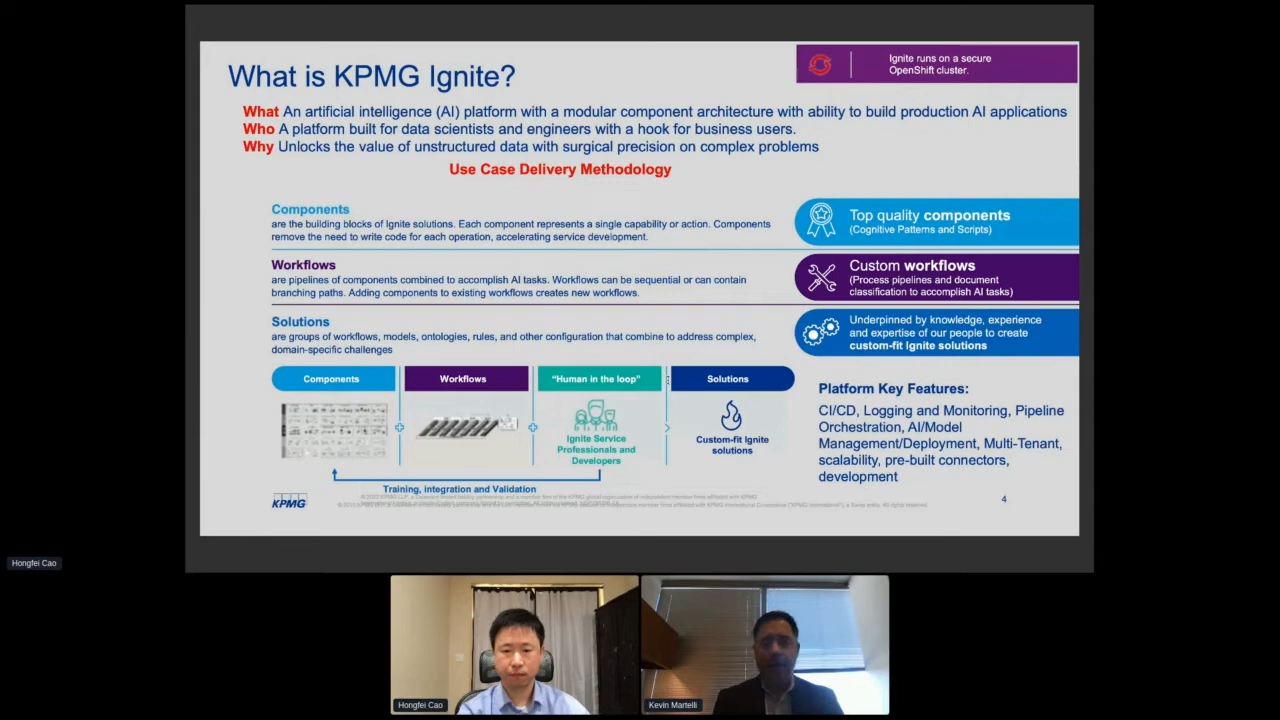 What is KPMG Ignite?
Ignite runs on a secure
OpenShift cluster.
What An artificial intelligence (AI) platform with a modular component architecture with ability to build production AI applications
Who A platform built for data scientists and engineers with a hook for business users.
Why Unlocks the value of unstructured data with surgical precision on complex problems
Use Case Delivery Methodology
Components
are the building blocks of Ignite solutions. Each component represents a single capability or action. Components
remove the need to write code for each operation, accelerating service development.
Top quality components
(Cognitive Patterns and Scripts)
Workflows
are pipelines of components combined to accomplish AI tasks. Workflows can be sequential or can contain
branching paths. Adding components to existing workflows creates new workflows.
Custom workflows
(Process pipelines and document
classification to accomplish AI tasks)
Solutions
are groups of workflows, models, ontologies, rules, and other configuration that combine to address complex,
domain-specific challenges
Underpinned by knowledge, experience
and expertise of our people to create
custom-fit Ignite solutions
Components
Workflows
“Human in the loop”
Solutions
Ignite Service
Professionals and
Developers
Custom-fit Ignite
solutions
Training, integration and Validation
Platform Key Features:
CI/CD, Logging and Monitoring, Pipeline
Orchestration, AI/Model
Management/Deployment, Multi-Tenant,
scalability, pre-built connectors,
development
KPMG
4
Hongfei Cao
Hongfei Cao
Kevin Martelli